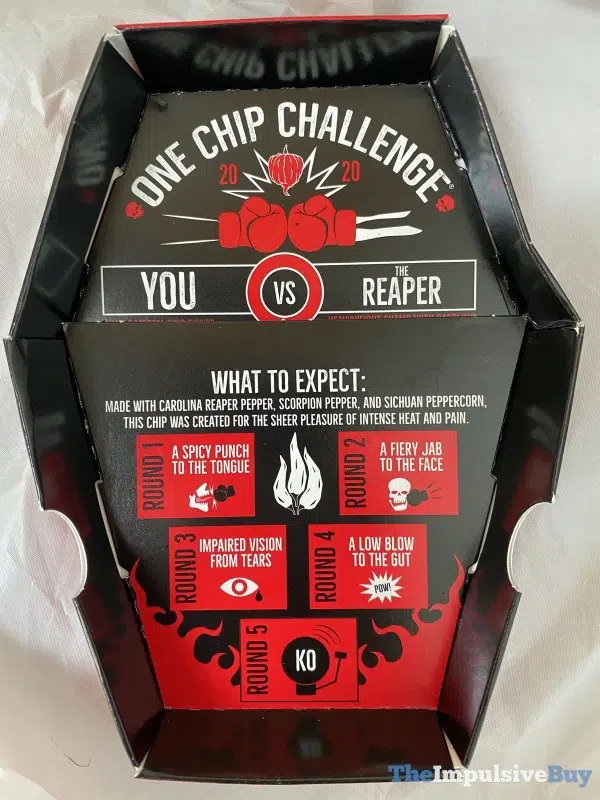 ONE CHIP CHALLENGE®
20 20
YOU VS THE REAPER
WHAT TO EXPECT:
MADE WITH CAROLINA REAPER PEPPER, SCORPION PEPPER, AND SICHUAN PEPPERCORN,
THIS CHIP WAS CREATED FOR THE SHEER PLEASURE OF INTENSE HEAT AND PAIN.
ROUND 1
A SPICY PUNCH
TO THE TONGUE
ROUND 2
A FIERY JAB
TO THE FACE
ROUND 3
IMPAIRED VISION
FROM TEARS
ROUND 4
A LOW BLOW
TO THE GUT
POW!
ROUND 5
KO
TheImpulsiveBuy